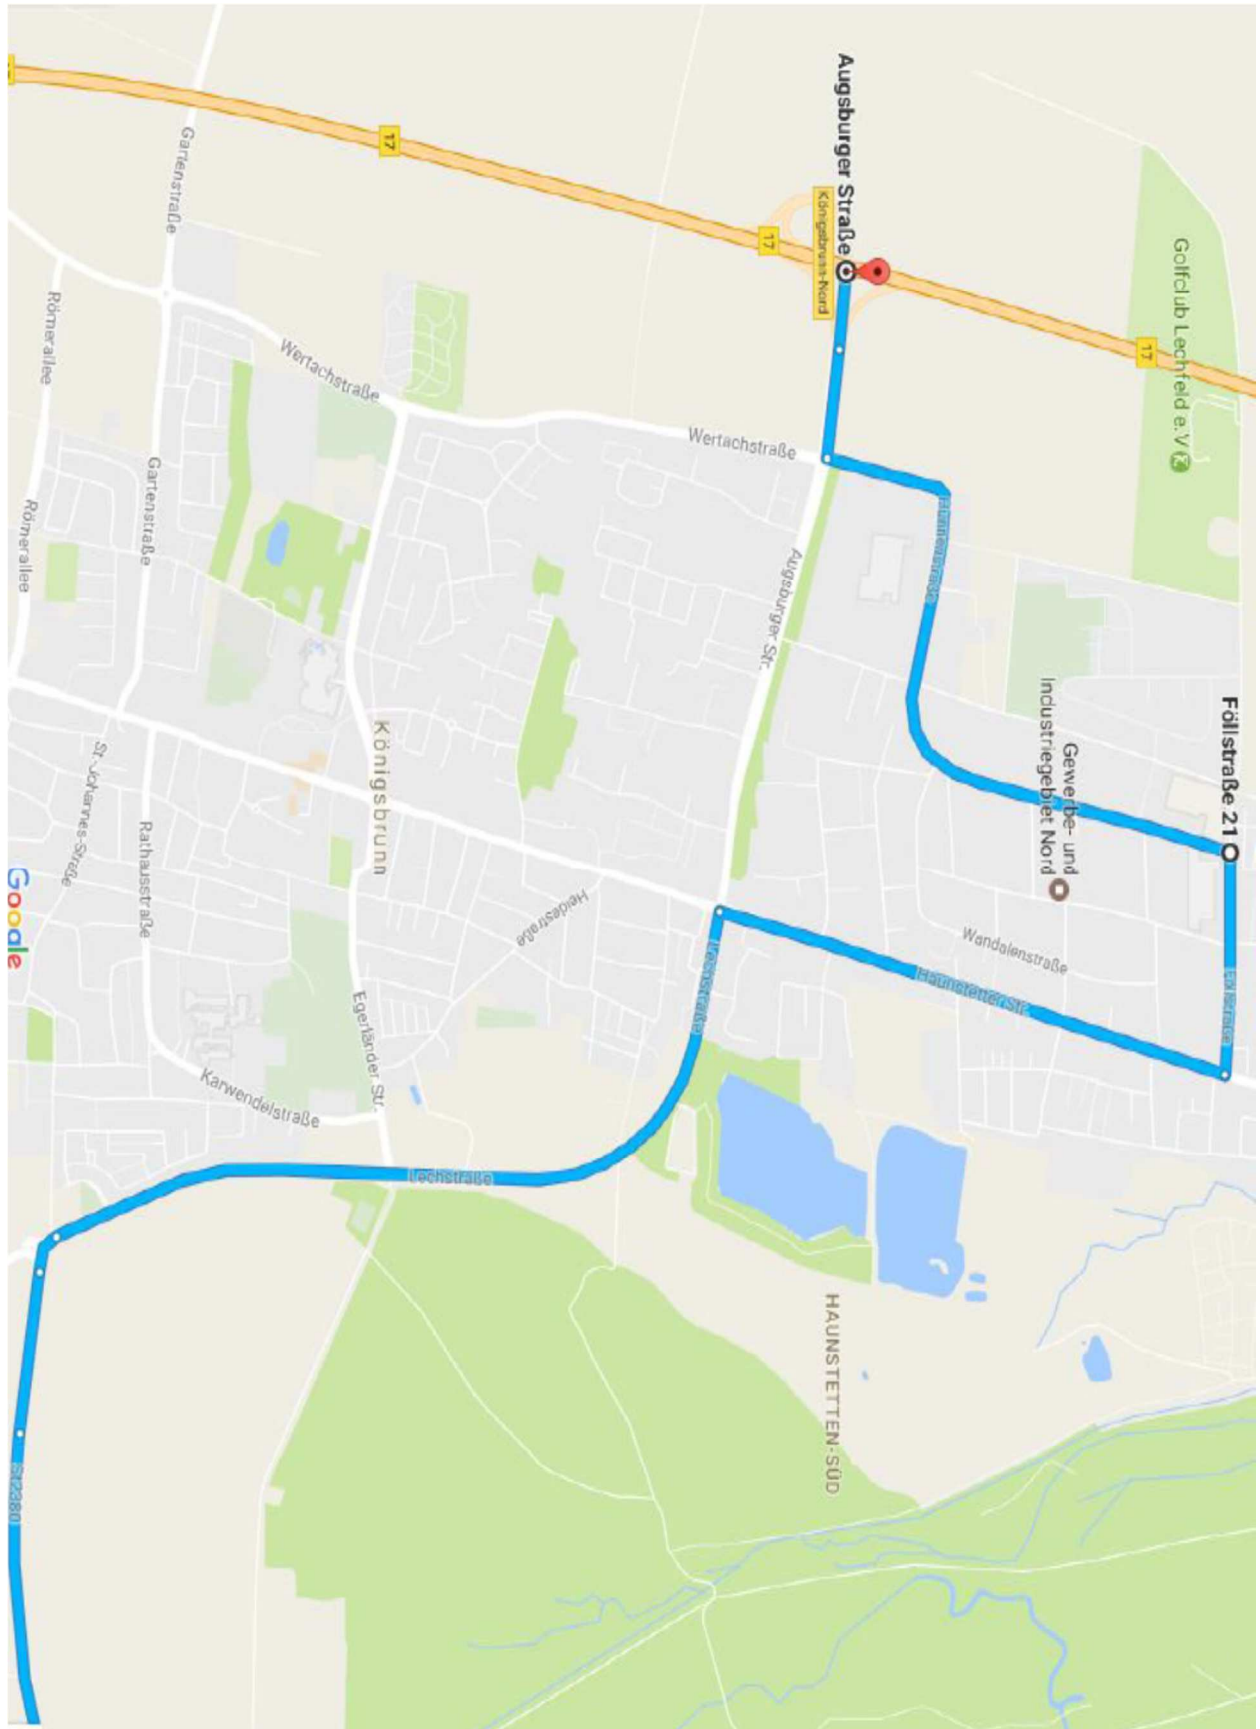 Augsburger Straße
17
17
17
Königsbrunn-Nord
Golfclub Lechfeld e.V
Gartenstraße
Wertachstraße
Wertachstraße
Römerallee
Gartenstraße
Römerallee
Augsburger Str.
Föllstraße 21
Gewerbe- und
Industriegebiet Nord
Königsbrunn
St.-Johannes-Straße
Rathausstraße
Heidestraße
Wandalenstraße
Haunstetter Str.
Lechstraße
Egerländer Str.
Karwendelstraße
Lechstraße
HAUNSTETTEN-SÜD
St2380
Google